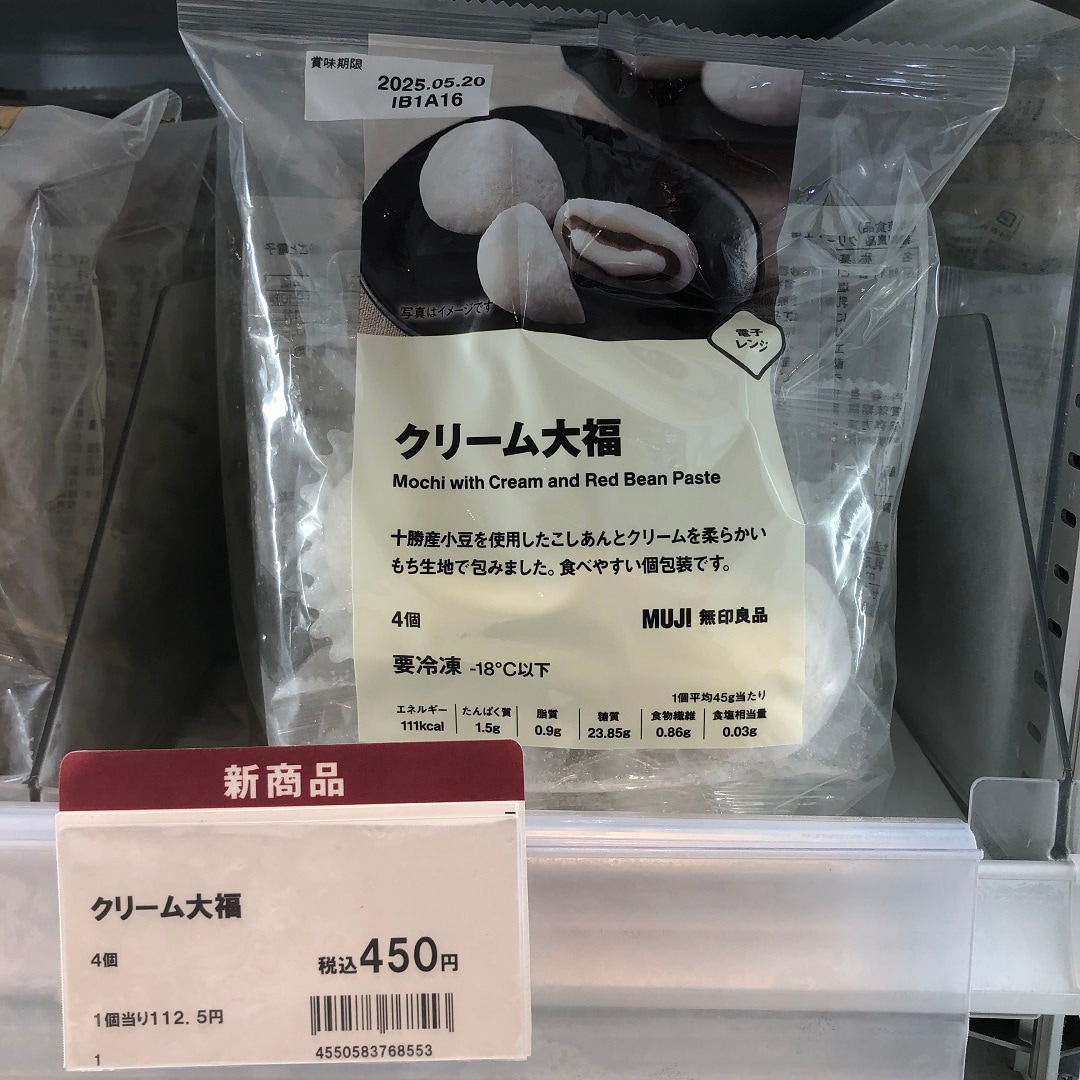 賞味期限
2025.05.20
IB1A16
写真はイメージです
電子
レンジ
クリーム大福
Mochi with Cream and Red Bean Paste
十勝産小豆を使用したこしあんとクリームを柔らかい
もち生地で包みました。食べやすい個包装です。
4個
MUJI 無印良品
要冷凍 -18℃以下
1個平均45g当たり
エネルギー たんぱく質 脂質 糖質 食物繊維 食塩相当量
111kcal 1.5g 0.9g 23.85g 0.86g 0.03g
新商品
クリーム大福
4個
税込450円
1個当り112.5円
1
4550583768553